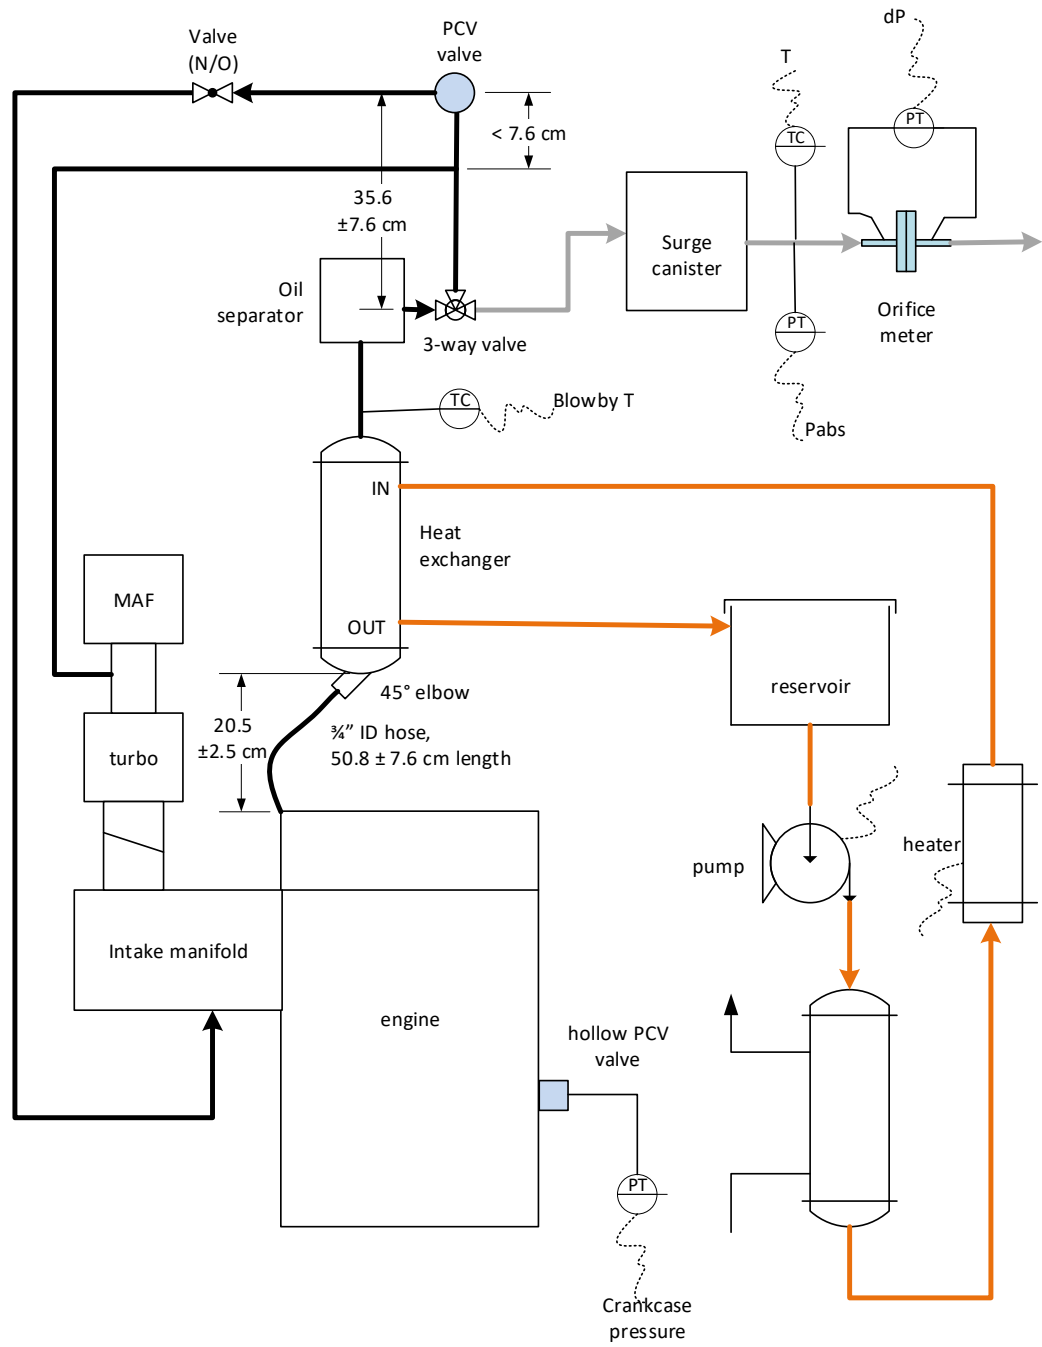 dP
PCV
valve
Valve
(N/O)
T
PT
TC
< 7.6 cm
35.6
±7.6 cm
Surge
canister
Oil
separator
PT
Orifice
meter
3-way valve
TC
Blowby T
Pabs
IN
Heat
exchanger
MAF
OUT
reservoir
45° elbow
20.5
±2.5 cm
¾” ID hose,
50.8 ± 7.6 cm length
turbo
heater
pump
Intake manifold
engine
hollow PCV
valve
PT
Crankcase
pressure